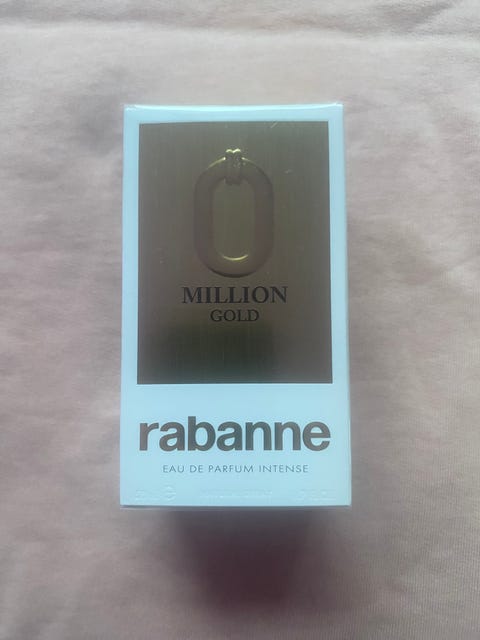 MILLION
GOLD
rabanne
EAU DE PARFUM INTENSE